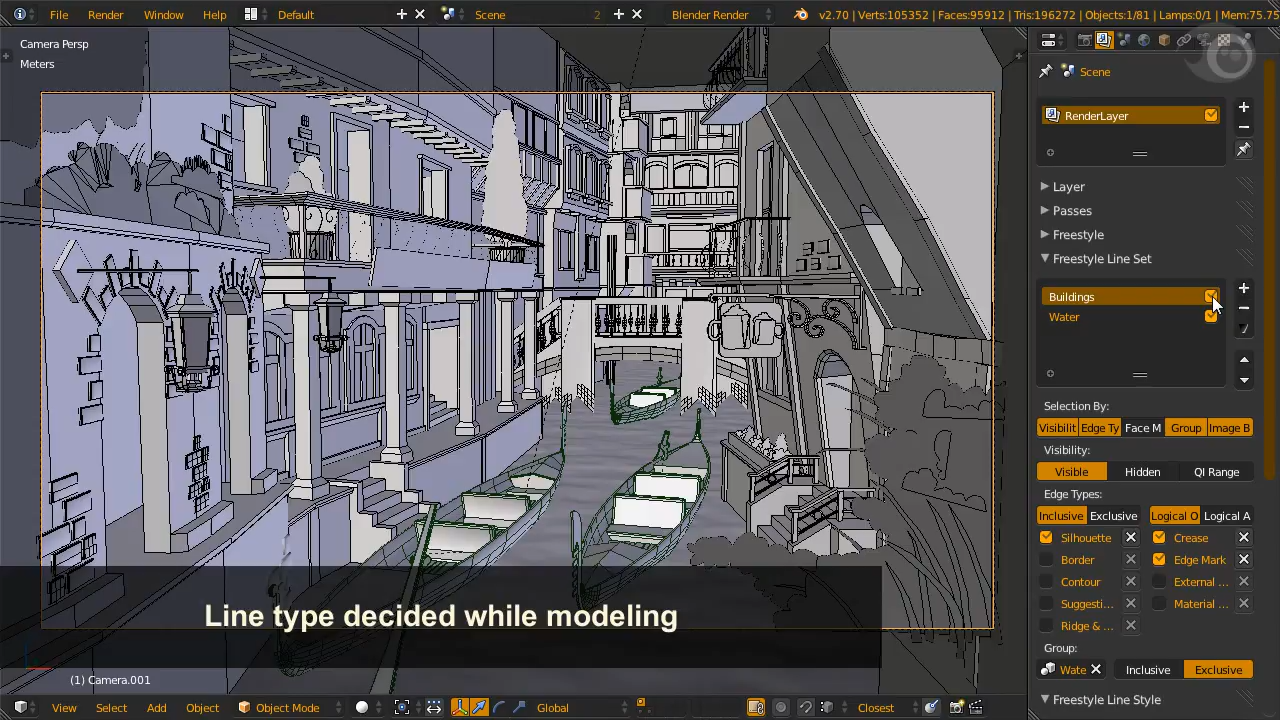 File Render Window Help Default Scene 2 Blender Render v2.70 | Verts:105352 | Faces:95912 | Tris:196272 | Objects:1/81 | Lamps:0/1 | Mem:75.75
Camera Persp
Meters
Scene
RenderLayer
Layer
Passes
Freestyle
Freestyle Line Set
Buildings
Water
Selection By:
Visibilit Edge Ty Face M Group Image B
Visibility:
Visible Hidden QI Range
Edge Types:
Inclusive Exclusive Logical O Logical A
Silhouette Crease
Border Edge Mark
Contour External ...
Suggesti... Material ...
Ridge & ...
Group:
Wate Inclusive Exclusive
Freestyle Line Style
Line type decided while modeling
(1) Camera.001
View Select Add Object Object Mode Global Closest